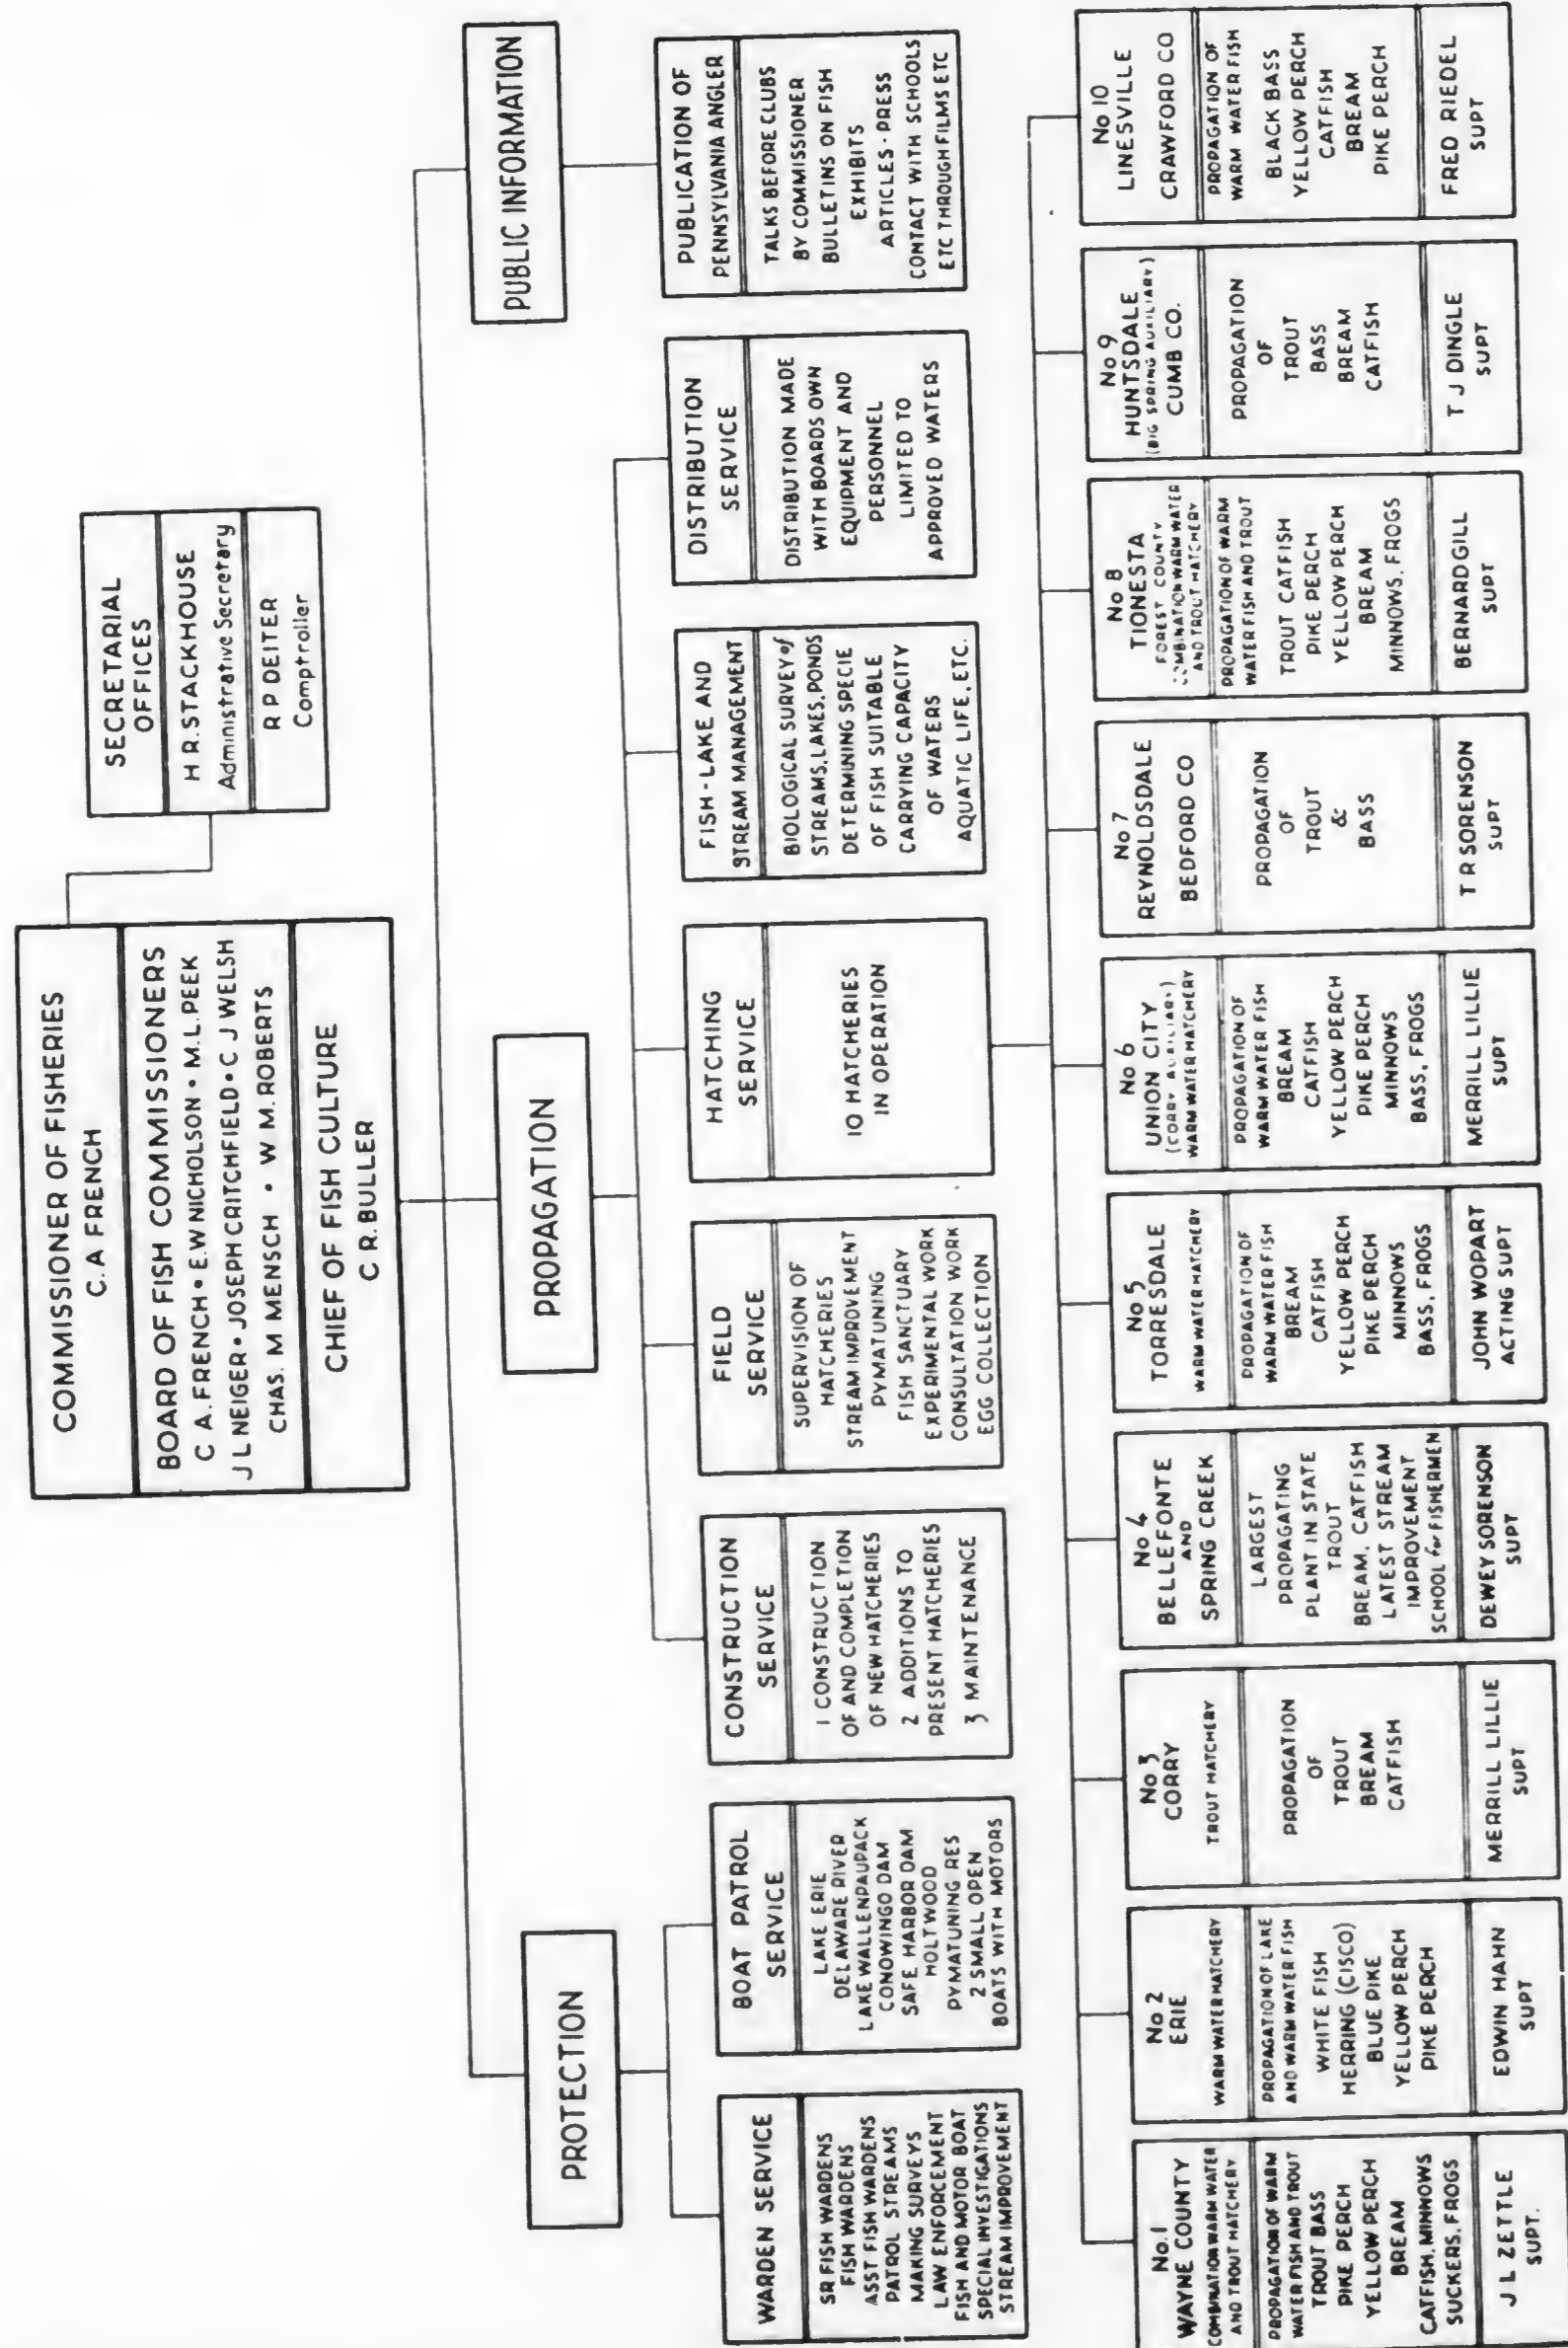 COMMISSIONER OF FISHERIES
C. A FRENCH
BOARD OF FISH COMMISSIONERS
C A. FRENCH • E. W NICHOLSON • M. L. PEEK
J L NEIGER • JOSEPH CRITCHFIELD • C J WELSH
CHAS. M MENSCH • W M. ROBERTS
CHIEF OF FISH CULTURE
C R. BULLER
SECRETARIAL
OFFICES
H R. STACKHOUSE
Administrative Secretary
R P DEITER
Comptroller
PROTECTION
PROPAGATION
PUBLIC INFORMATION
WARDEN SERVICE
SR FISH WARDENS
FISH WARDENS
ASST FISH WARDENS
PATROL STREAMS
MAKING SURVEYS
LAW ENFORCEMENT
FISH AND MOTOR BOAT
SPECIAL INVESTIGATIONS
STREAM IMPROVEMENT
BOAT PATROL
SERVICE
LAKE ERIE
DELAWARE RIVER
LAKE WALLENPAUPACK
CONOWINGO DAM
SAFE HARBOR DAM
HOLTWOOD
PYMATUNING RES
2 SMALL OPEN
BOATS WITH MOTORS
CONSTRUCTION
SERVICE
1 CONSTRUCTION
OF AND COMPLETION
OF NEW HATCHERIES
2 ADDITIONS TO
PRESENT HATCHERIES
3 MAINTENANCE
FIELD
SERVICE
SUPERVISION OF
HATCHERIES
STREAM IMPROVEMENT
PYMATUNING
FISH SANCTUARY
EXPERIMENTAL WORK
CONSULTATION WORK
EGG COLLECTION
HATCHING
SERVICE
10 HATCHERIES
IN OPERATION
FISH-LAKE AND
STREAM MANAGEMENT
BIOLOGICAL SURVEY of
STREAMS, LAKES, PONDS
DETERMINING SPECIE
OF FISH SUITABLE
CARRYING CAPACITY
OF WATERS
AQUATIC LIFE, ETC.
DISTRIBUTION
SERVICE
DISTRIBUTION MADE
WITH BOARDS OWN
EQUIPMENT AND
PERSONNEL
LIMITED TO
APPROVED WATERS
PUBLICATION OF
PENNSYLVANIA ANGLER
TALKS BEFORE CLUBS
BY COMMISSIONER
BULLETINS ON FISH
EXHIBITS
ARTICLES - PRESS
CONTACT WITH SCHOOLS
ETC THROUGH FILMS ETC
No. 1
WAYNE COUNTY
COMBINATION WARM WATER
AND TROUT HATCHERY
PROPAGATION OF WARM
WATER FISH AND TROUT
TROUT BASS
PIKE PERCH
YELLOW PERCH
BREAM
CATFISH, MINNOWS
SUCKERS, FROGS
J L ZETTLE
SUPT.
No 2
ERIE
WARM WATER HATCHERY
PROPAGATION OF LAKE
AND WARM WATER FISH
WHITE FISH
HERRING (CISCO)
BLUE PIKE
YELLOW PERCH
PIKE PERCH
EDWIN HAHN
SUPT
No 3
CORRY
TROUT HATCHERY
PROPAGATION
OF
TROUT
BREAM
CATFISH
MERRILL LILLIE
SUPT
No 4
BELLEFONTE
AND
SPRING CREEK
LARGEST
PROPAGATING
PLANT IN STATE
TROUT
BREAM, CATFISH
LATEST STREAM
IMPROVEMENT
SCHOOL for FISHERMEN
DEWEY SORENSON
SUPT
No 5
TORRESDALE
WARM WATER HATCHERY
PROPAGATION OF
WARM WATER FISH
BREAM
CATFISH
YELLOW PERCH
PIKE PERCH
MINNOWS
BASS, FROGS
JOHN WOPART
ACTING SUPT
No 6
UNION CITY
(CORRY AUXILIARY)
WARM WATER HATCHERY
PROPAGATION OF
WARM WATER FISH
BREAM
CATFISH
YELLOW PERCH
PIKE PERCH
MINNOWS
BASS, FROGS
MERRILL LILLIE
SUPT
No 7
REYNOLDSDALE
BEDFORD CO
PROPAGATION
OF
TROUT
&
BASS
T R SORENSON
SUPT
No 8
TIONESTA
FOREST COUNTY
COMBINATION WARM WATER
AND TROUT HATCHERY
PROPAGATION OF WARM
WATER FISH AND TROUT
TROUT CATFISH
PIKE PERCH
YELLOW PERCH
BREAM
MINNOWS, FROGS
BERNARD GILL
SUPT
No 9
HUNTSDALE
(BIG SPRING AUXILIARY)
CUMB CO.
PROPAGATION
OF
TROUT
BASS
BREAM
CATFISH
T J DINGLE
SUPT
No 10
LINESVILLE
CRAWFORD CO
PROPAGATION OF
WARM WATER FISH
BLACK BASS
YELLOW PERCH
CATFISH
BREAM
PIKE PERCH
FRED RIEDEL
SUPT